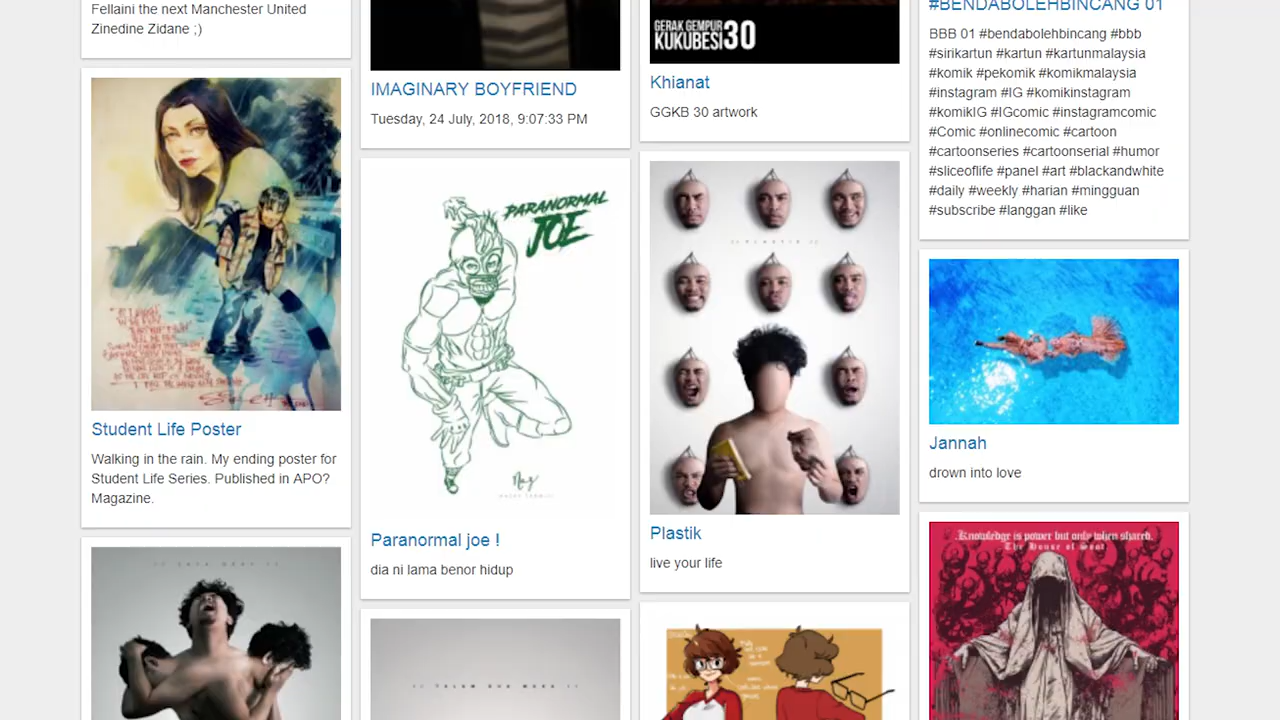 Fellaini the next Manchester United
Zinedine Zidane ;)
Student Life Poster
Walking in the rain. My ending poster for
Student Life Series. Published in APO?
Magazine.
IMAGINARY BOYFRIEND
Tuesday, 24 July, 2018, 9:07:33 PM
PARANORMAL
JOE
Paranormal joe !
dia ni lama benor hidup
GERAK GEMPUR
KUKUBESI30
Khianat
GGKB 30 artwork
Plastik
live your life
#BENDABOLEHBINCANG 01
BBB 01 #bendabolehbincang #bbb
#sirikartun #kartun #kartunmalaysia
#komik #pekomik #komikmalaysia
#instagram #IG #komikinstagram
#komikIG #IGcomic #instagramcomic
#Comic #onlinecomic #cartoon
#cartoonseries #cartoonserial #humor
#sliceoflife #panel #art #blackandwhite
#daily #weekly #harian #mingguan
#subscribe #langgan #like
Jannah
drown into love
.Knowledge is power but only when shared.
The House of Soot